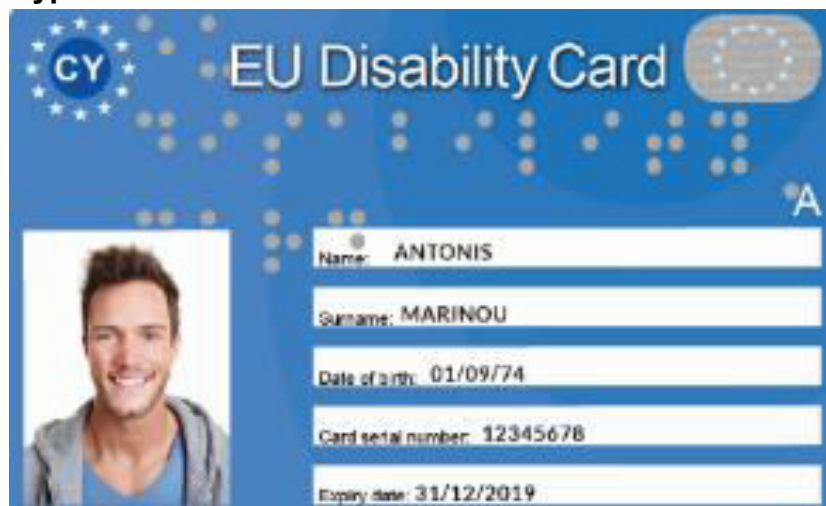 CY
EU Disability Card
A
Name: ANTONIS
Surname: MARINOU
Date of birth: 01/09/74
Card serial number: 12345678
Expiry date: 31/12/2019